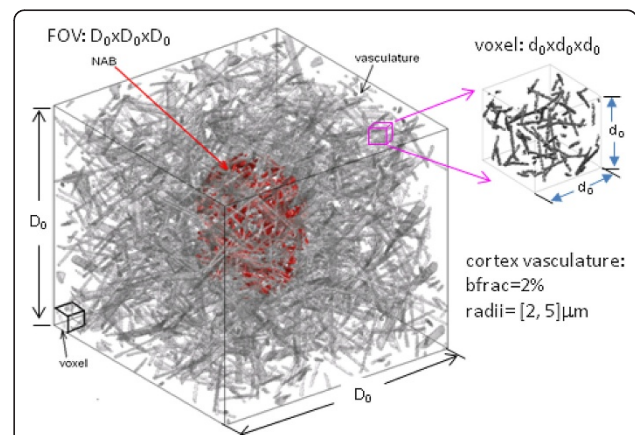 FOV: D₀xD₀xD₀
NAB
vasculature
voxel: d₀xd₀xd₀
D₀
d₀
d₀
cortex vasculature:
bfrac=2%
radii= [2, 5]μm
voxel
D₀